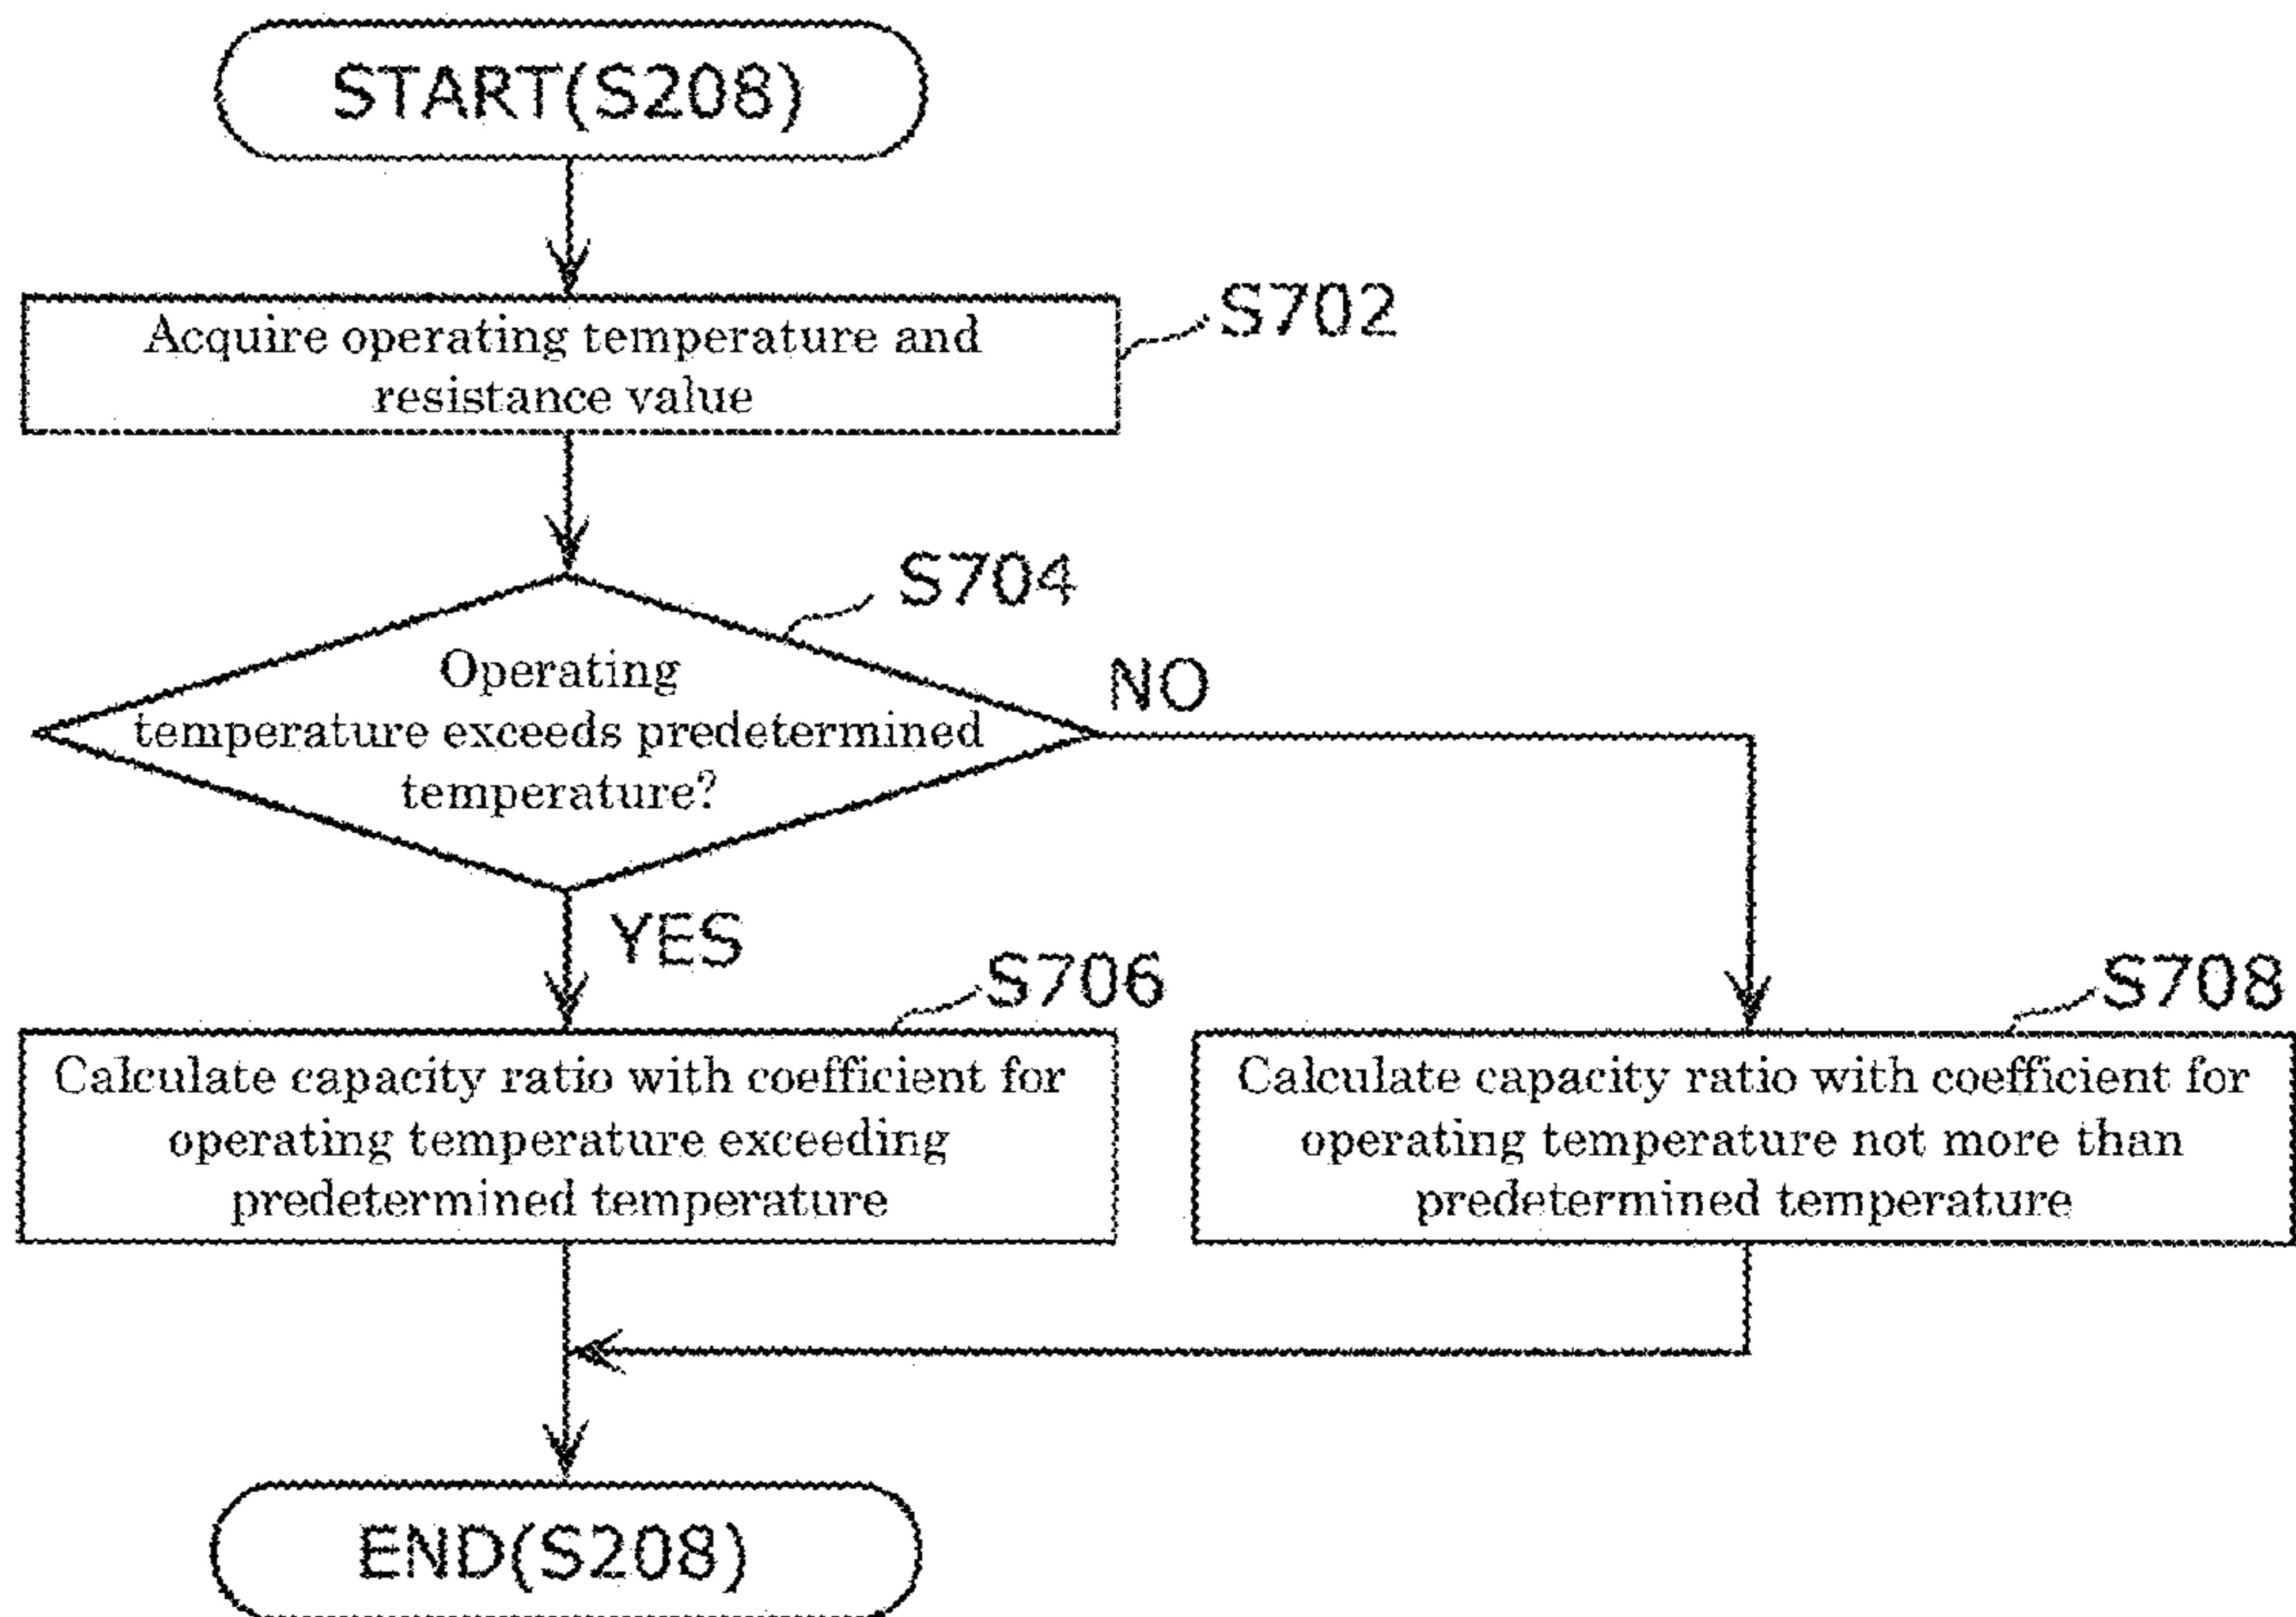 START(S208)
Acquire operating temperature and
resistance value
S702
S704
Operating
temperature exceeds predetermined
temperature?
NO
YES
S706
Calculate capacity ratio with coefficient for
operating temperature exceeding
predetermined temperature
S708
Calculate capacity ratio with coefficient for
operating temperature not more than
predetermined temperature
END(S208)